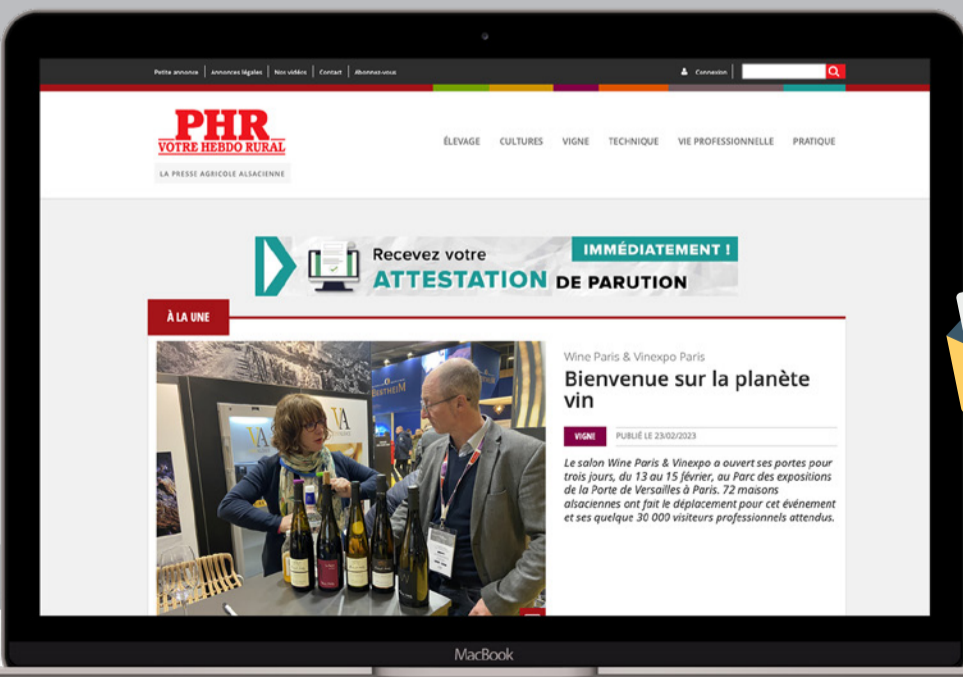 Petite annonce | Annonces légales | Nos vidéos | Contact | Abonnez-vous
Connexion
PHR
VOTRE HEBDO RURAL
LA PRESSE AGRICOLE ALSACIENNE
ÉLEVAGE CULTURES VIGNE TECHNIQUE VIE PROFESSIONNELLE PRATIQUE
Recevez votre
IMMÉDIATEMENT !
ATTESTATION DE PARUTION
À LA UNE
Wine Paris & Vinexpo Paris
Bienvenue sur la planète
vin
VIGNE
PUBLIÉ LE 23/02/2023
Le salon Wine Paris & Vinexpo a ouvert ses portes pour
trois jours, du 13 au 15 février, au Parc des expositions
de la Porte de Versailles à Paris. 72 maisons
alsaciennes ont fait le déplacement pour cet événement
et ses quelque 30 000 visiteurs professionnels attendus.
VA
VA
MacBook